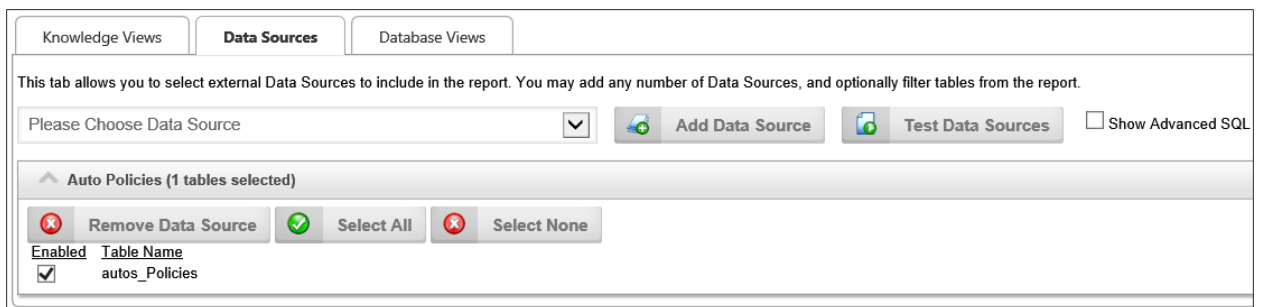 Knowledge Views Data Sources Database Views
This tab allows you to select external Data Sources to include in the report. You may add any number of Data Sources, and optionally filter tables from the report.
Please Choose Data Source Add Data Source Test Data Sources Show Advanced SQL
Auto Policies (1 tables selected)
Remove Data Source Select All Select None
Enabled Table Name
autos_Policies